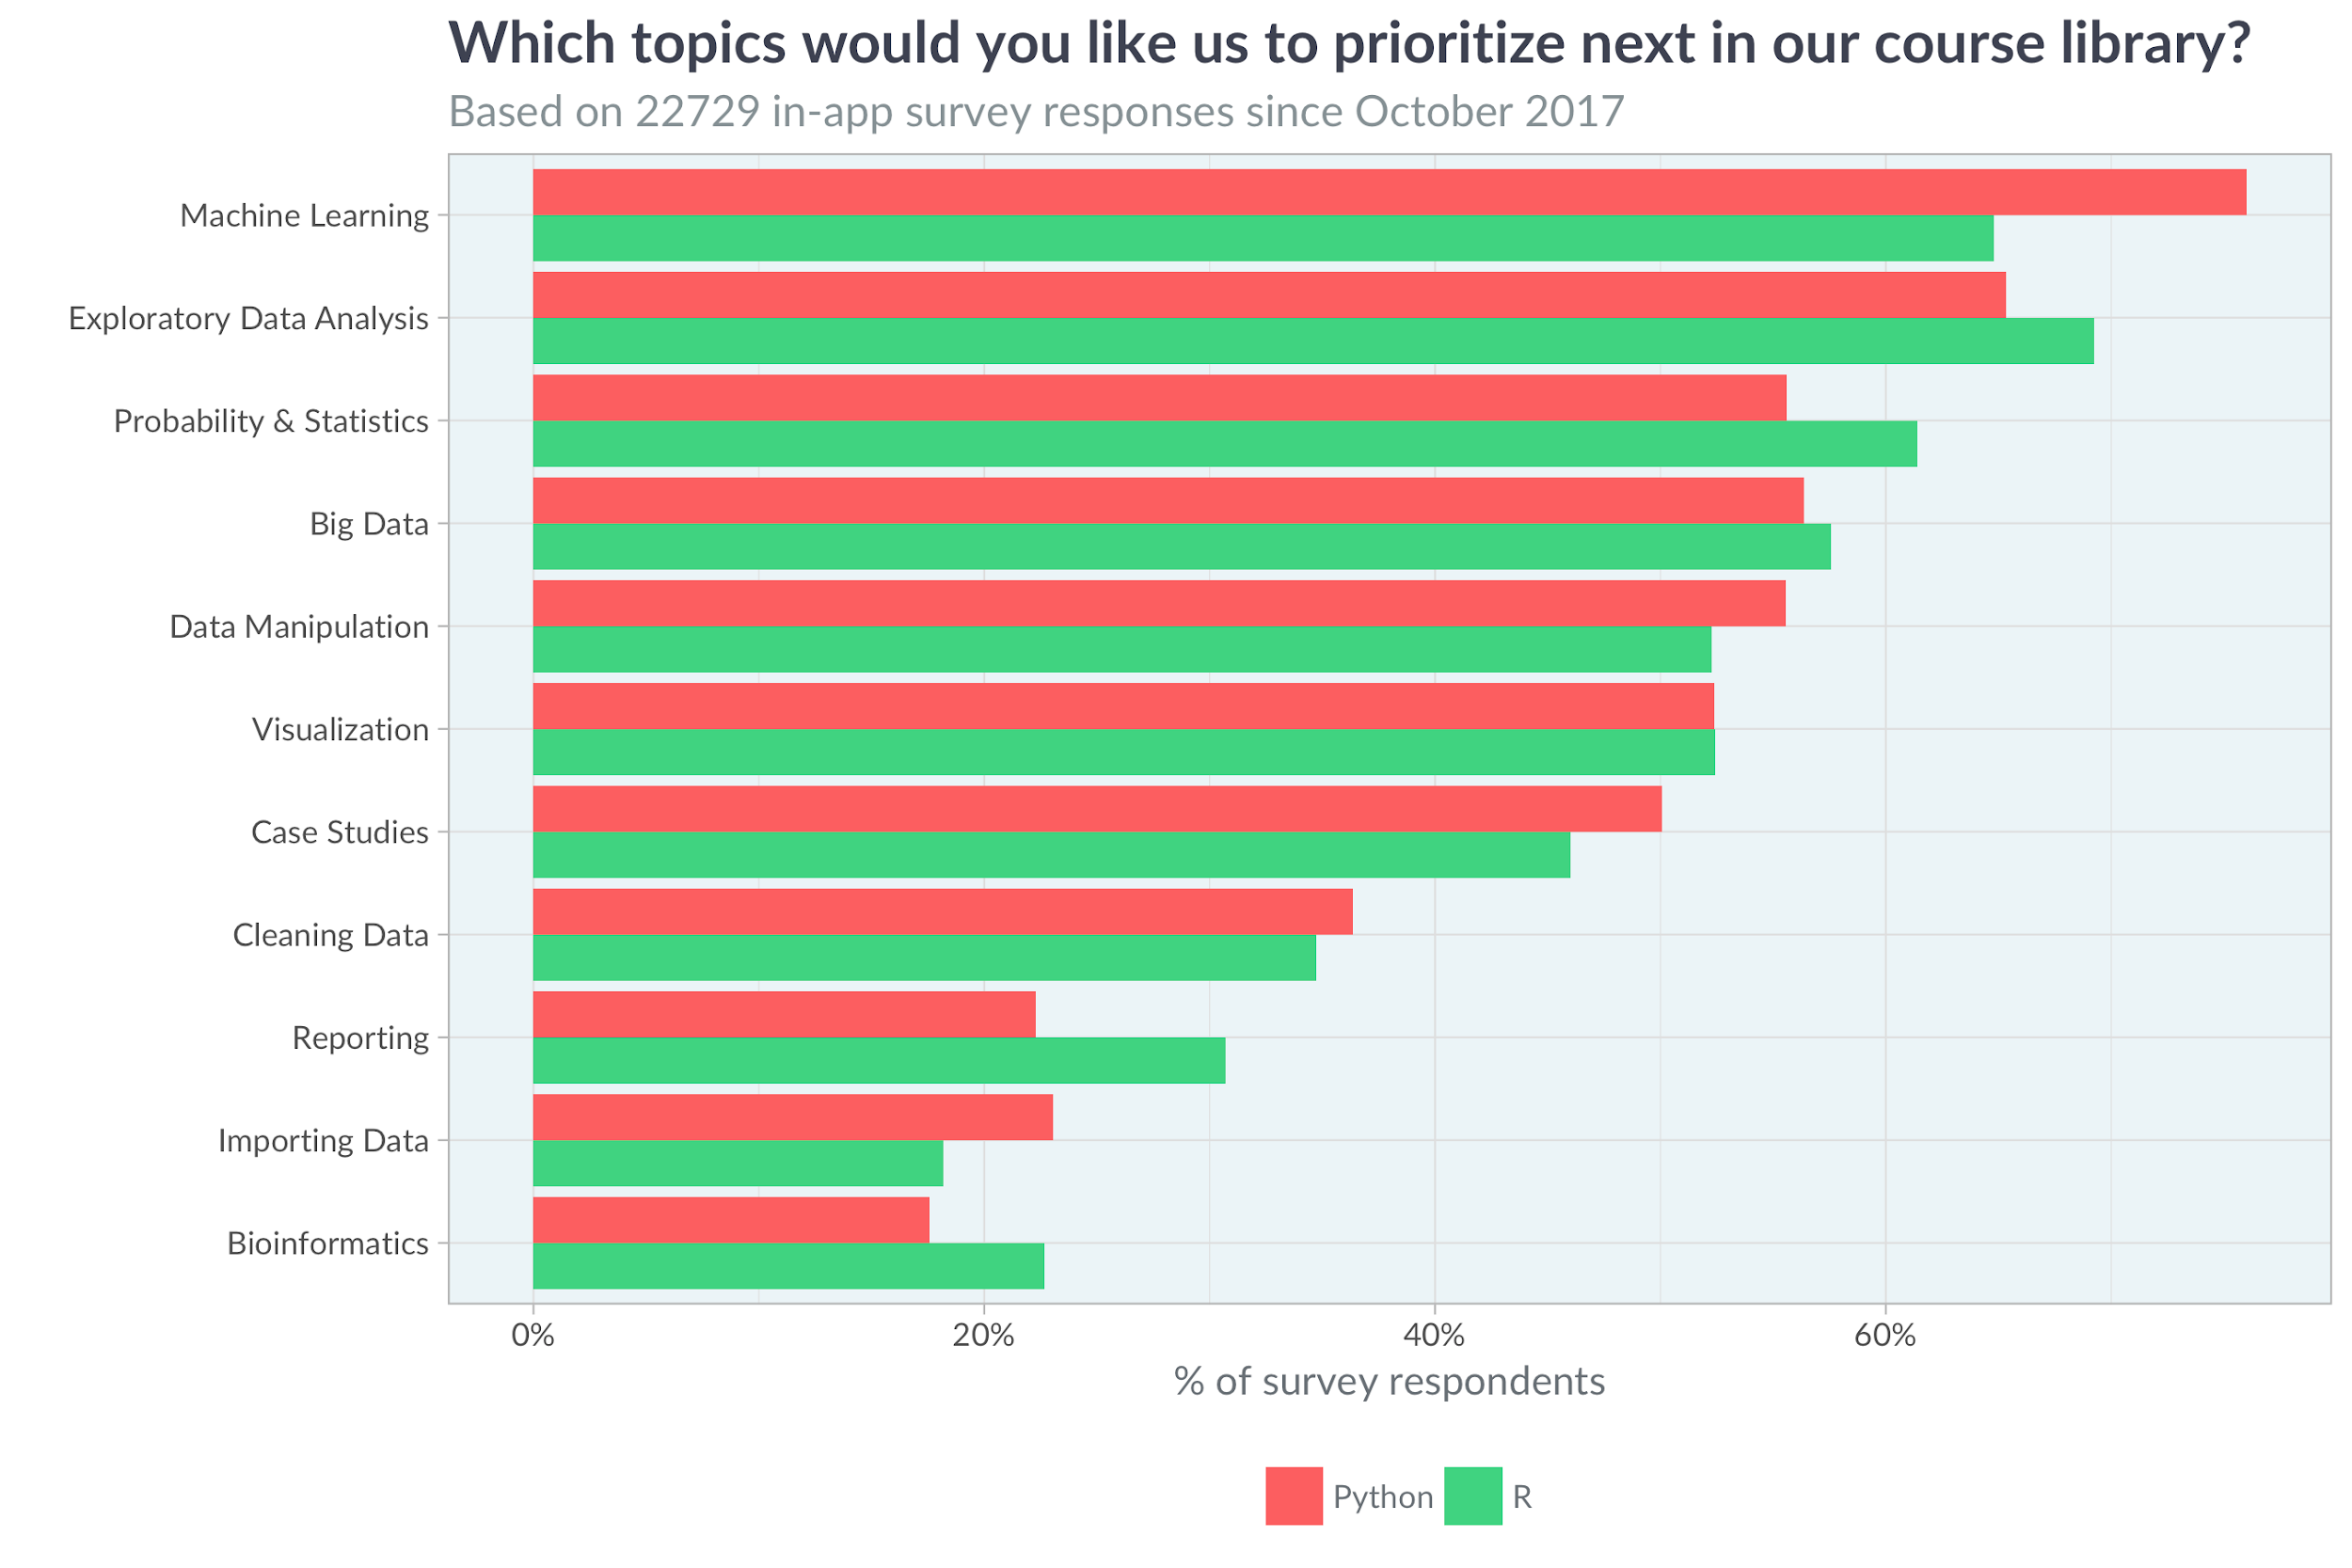 Which topics would you like us to prioritize next in our course library?
Based on 22729 in-app survey responses since October 2017
Machine Learning
Exploratory Data Analysis
Probability & Statistics
Big Data
Data Manipulation
Visualization
Case Studies
Cleaning Data
Reporting
Importing Data
Bioinformatics
0% 20% 40% 60%
% of survey respondents
Python R